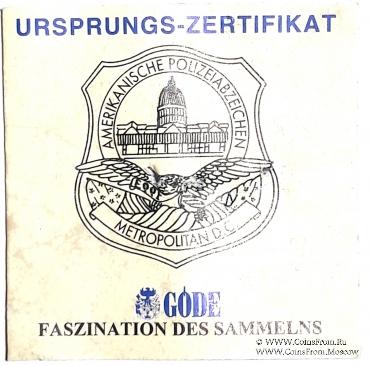 URSPRUNGS-ZERTIFIKAT
AMERIKANISCHE POLIZEIABZEICHEN
METROPOLITAN D.C.
GÖDE
FASZINATION DES SAMMELNS
© www.CoinsFrom.Ru
© www.CoinsFrom.Moscow